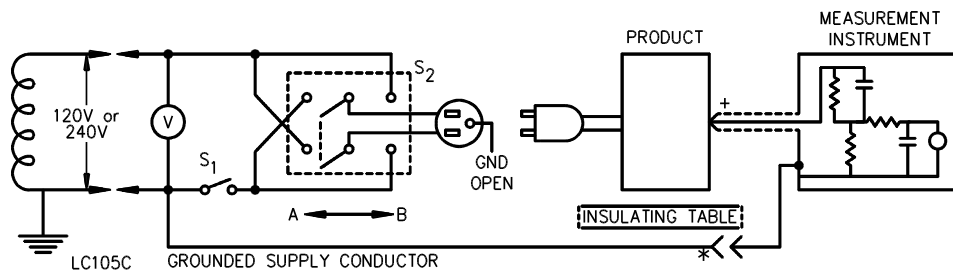 MEASUREMENT
INSTRUMENT
PRODUCT
S2
120V or
240V
V
+
S1
GND
OPEN
A
B
INSULATING TABLE
*
LC105C
GROUNDED SUPPLY CONDUCTOR